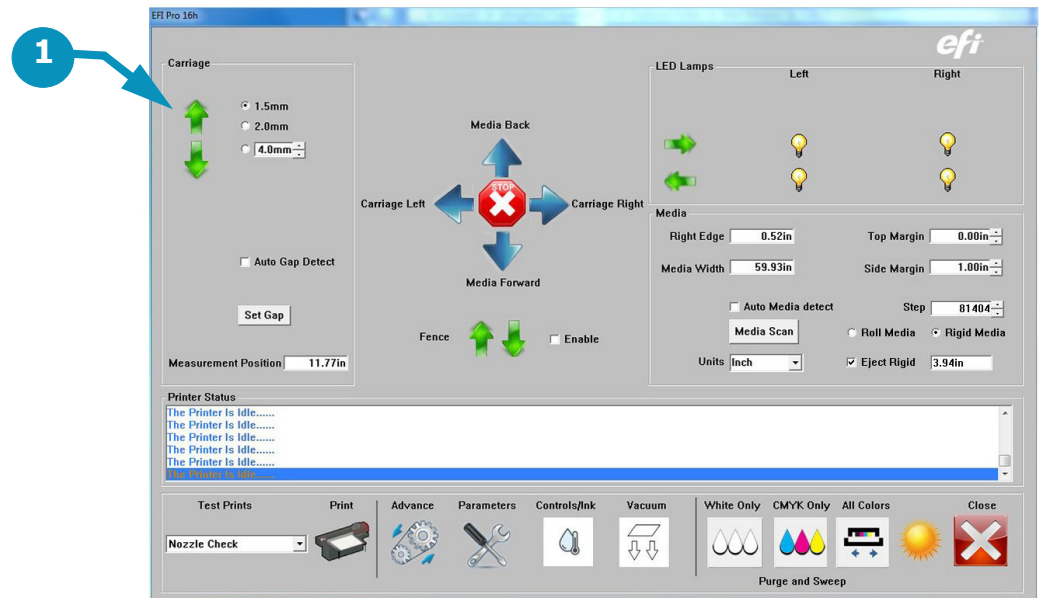 EFI Pro 16h
1
efi
Carriage
1.5mm
2.0mm
4.0mm
Auto Gap Detect
Set Gap
Measurement Position 11.77in
Media Back
STOP
Carriage Left
Carriage Right
Media Forward
Fence
Enable
LED Lamps
Left Right
Media
Right Edge 0.52in Top Margin 0.00in
Media Width 59.93in Side Margin 1.00in
Auto Media detect Step 81404
Media Scan Roll Media Rigid Media
Units Inch Eject Rigid 3.94in
Printer Status
The Printer Is Idle......
The Printer Is Idle......
The Printer Is Idle......
The Printer Is Idle......
The Printer Is Idle......
The Printer Is Idle......
Test Prints Print Advance Parameters Controls/Ink Vacuum White Only CMYK Only All Colors Close
Nozzle Check
Purge and Sweep